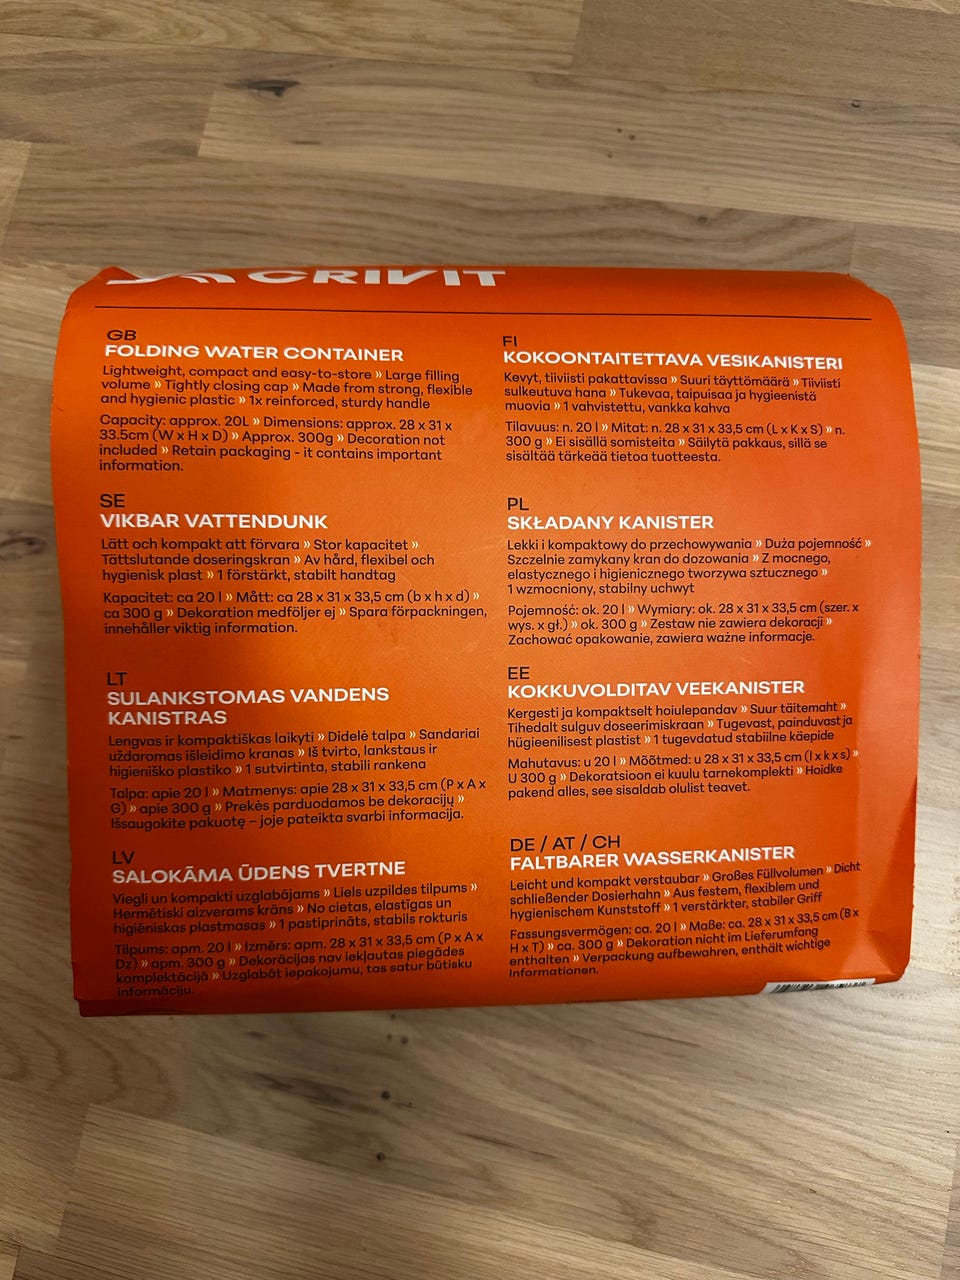 CRIVIT
GB
FOLDING WATER CONTAINER
Lightweight, compact and easy-to-store » Large filling
volume » Tightly closing cap » Made from strong, flexible
and hygienic plastic » 1x reinforced, sturdy handle
Capacity: approx. 20L » Dimensions: approx. 28 x 31 x
33.5cm (W x H x D) » Approx. 300g » Decoration not
included » Retain packaging - it contains important
information.
SE
VIKBAR VATTENDUNK
Lätt och kompakt att förvara » Stor kapacitet »
Tättslutande doseringskran » Av hård, flexibel och
hygienisk plast » 1 förstärkt, stabilt handtag
Kapacitet: ca 20 l » Mått: ca 28 x 31 x 33,5 cm (b x h x d) »
ca 300 g » Dekoration medföljer ej » Spara förpackningen,
innehåller viktig information.
LT
SULANKSTOMAS VANDENS
KANISTRAS
Lengvas ir kompaktiškas laikyti » Didelė talpa » Sandariai
uždaromas išleidimo kranas » Iš tvirto, lankstaus ir
higieniško plastiko » 1 sutvirtinta, stabili rankena
Talpa: apie 20 l » Matmenys: apie 28 x 31 x 33,5 cm (P x A x
G) » apie 300 g » Prekės parduodamos be dekoracijų »
Išsaugokite pakuotę – joje pateikta svarbi informacija.
LV
SALOKĀMA ŪDENS TVERTNE
Viegli un kompakti uzglabājams » Liels uzpildes tilpums »
Hermētiski aizverams krāns » No cietas, elastīgas un
higiēniskas plastmasas » 1 pastiprināts, stabils rokturis
Tilpums: apm. 20 l » Izmērs: apm. 28 x 31 x 33,5 cm (P x A x
Dz) » apm. 300 g » Dekorācijas nav iekļautas piegādes
komplektācijā » Uzglabāt iepakojumu, tas satur būtisku
informāciju.
FI
KOKOONTAITETTAVA VESIKANISTERI
Kevyt, tiiviisti pakattavissa » Suuri täyttömäärä » Tiiviisti
sulkeutuva hana » Tukevaa, taipuisaa ja hygieenistä
muovia » 1 vahvistettu, vankka kahva
Tilavuus: n. 20 l » Mitat: n. 28 x 31 x 33,5 cm (L x K x S) » n.
300 g » Ei sisällä somisteita » Säilytä pakkaus, sillä se
sisältää tärkeää tietoa tuotteesta.
PL
SKŁADANY KANISTER
Lekki i kompaktowy do przechowywania » Duża pojemność »
Szczelnie zamykany kran do dozowania » Z mocnego,
elastycznego i higienicznego tworzywa sztucznego »
1 wzmocniony, stabilny uchwyt
Pojemność: ok. 20 l » Wymiary: ok. 28 x 31 x 33,5 cm (szer. x
wys. x gł.) » ok. 300 g » Zestaw nie zawiera dekoracji »
Zachować opakowanie, zawiera ważne informacje.
EE
KOKKUVOLDITAV VEEKANISTER
Kergesti ja kompaktselt hoiulepandav » Suur täitemaht »
Tihedalt sulguv doseerimiskraan » Tugevast, painduvast ja
hügieenilisest plastist » 1 tugevdatud stabiilne käepide
Mahutavus: u 20 l » Mõõtmed: u 28 x 31 x 33,5 cm (l x k x s) »
U 300 g » Dekoratsioon ei kuulu tarnekomplekti » Hoidke
pakend alles, see sisaldab olulist teavet.
DE / AT / CH
FALTBARER WASSERKANISTER
Leicht und kompakt verstaubar » Großes Füllvolumen » Dicht
schließender Dosierhahn » Aus festem, flexiblem und
hygienischem Kunststoff » 1 verstärkter, stabiler Griff
Fassungsvermögen: ca. 20 l » Maße: ca. 28 x 31 x 33,5 cm (B x
H x T) » ca. 300 g » Dekoration nicht im Lieferumfang
enthalten » Verpackung aufbewahren, enthält wichtige
Informationen.